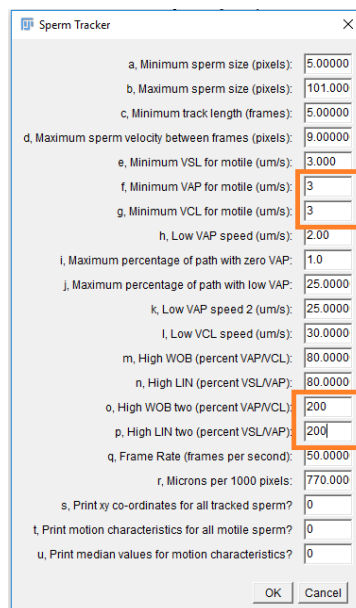 Sperm Tracker
a, Minimum sperm size (pixels): 5.00000
b, Maximum sperm size (pixels): 101.000
c, Minimum track length (frames): 5.00000
d, Maximum sperm velocity between frames (pixels): 9.00000
e, Minimum VSL for motile (um/s): 3.000
f, Minimum VAP for motile (um/s): 3
g, Minimum VCL for motile (um/s): 3
h, Low VAP speed (um/s): 2.00
i, Maximum percentage of path with zero VAP: 1.0
j, Maximum percentage of path with low VAP: 25.0000
k, Low VAP speed 2 (um/s): 25.0000
l, Low VCL speed (um/s): 30.0000
m, High WOB (percent VAP/VCL): 80.0000
n, High LIN (percent VSL/VAP): 80.0000
o, High WOB two (percent VAP/VCL): 200
p, High LIN two (percent VSL/VAP): 200
q, Frame Rate (frames per second): 50.0000
r, Microns per 1000 pixels: 770.000
s, Print xy co-ordinates for all tracked sperm? 0
t, Print motion characteristics for all motile sperm? 0
u, Print median values for motion characteristics? 0
OK Cancel